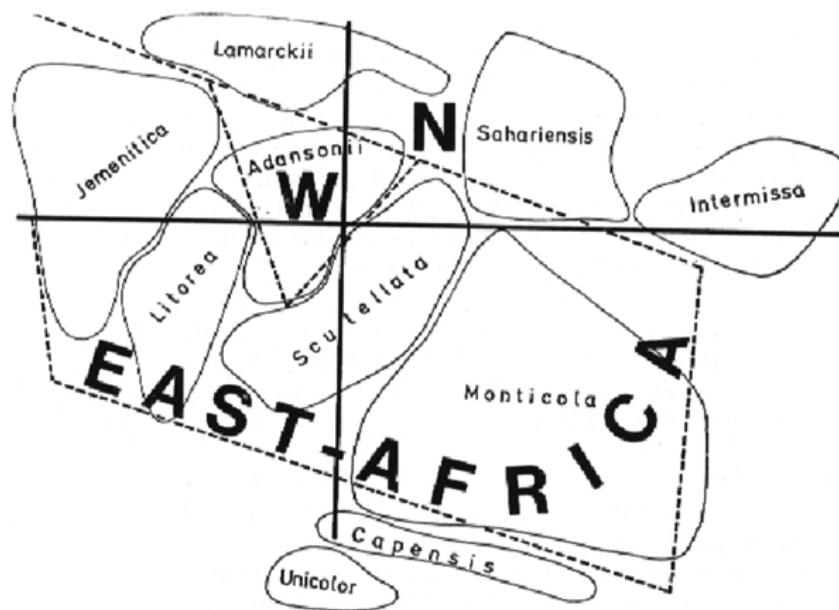 Lamarckii
N
Sahariensis
Jemenitica
Adansonii
W
Intermissa
Litorea
Scutellata
Monticola
EAST-AFRICA
Capensis
Unicolor